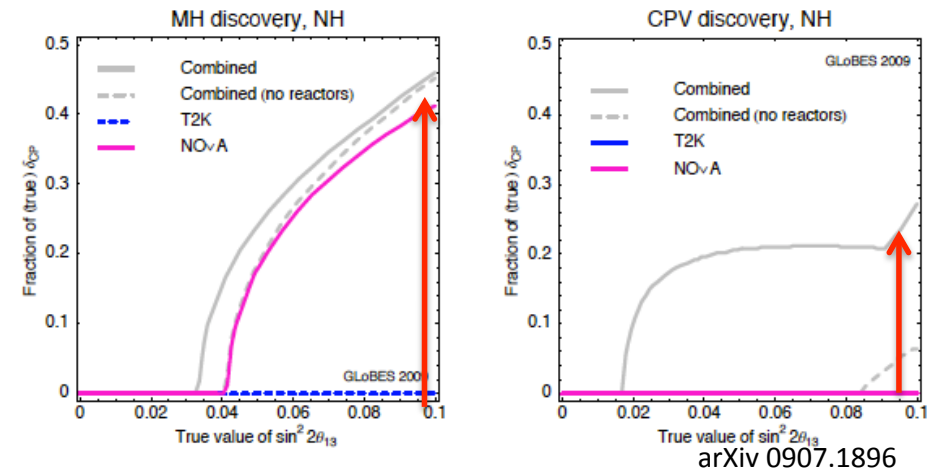 MH discovery, NH
0.5
0.4
0.3
0.2
0.1
0
Fraction of (true) δCP
Combined
Combined (no reactors)
T2K
NOνA
GLoBES 2009
0 0.02 0.04 0.06 0.08 0.1
True value of sin² 2θ13
CPV discovery, NH
0.5
0.4
0.3
0.2
0.1
0
Fraction of (true) δCP
GLoBES 2009
Combined
Combined (no reactors)
T2K
NOνA
0 0.02 0.04 0.06 0.08 0.1
True value of sin² 2θ13
arXiv 0907.1896